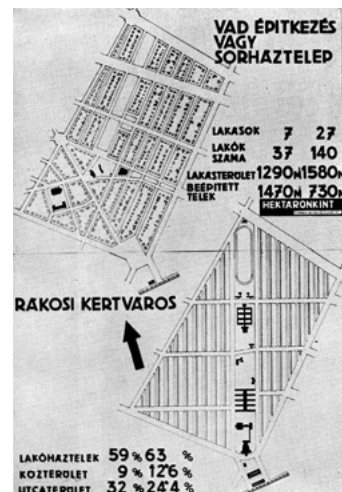 VAD ÉPITKEZÉS
VAGY
SORHÁZTELEP
LAKÁSOK 7 27
LAKÓK
SZÁMA 37 140
LAKÁSTERÜLET 1290M 1580M
BEÉPÍTETT
TELEK 1470M 730M
HEKTÁRONKINT
RÁKOSI KERTVÁROS
LAKÓHÁZTELEK 59 % 63 %
KÖZTERÜLET 9 % 12'6 %
UTCATERÜLET 32 % 24'4 %